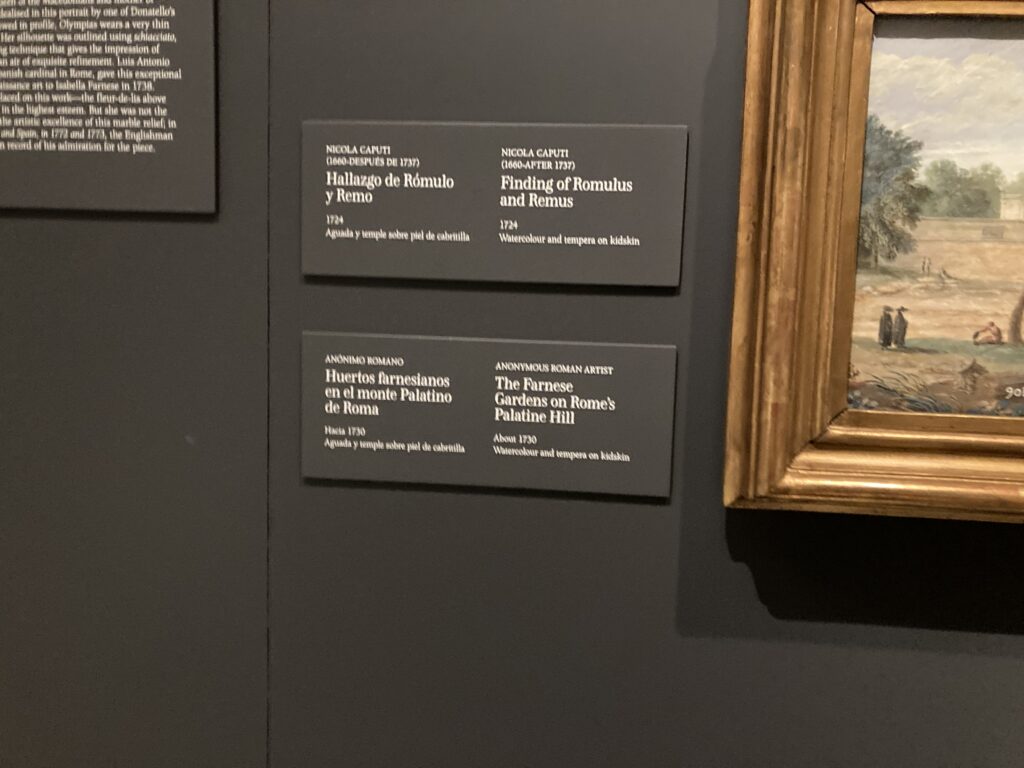 idealised in this portrait by one of Donatello's
viewed in profile, Olympias wears a very thin
Her silhouette was outlined using schiacciato,
technique that gives the impression of
an air of exquisite refinement. Luis Antonio
Spanish cardinal in Rome, gave this exceptional
art to Isabella Farnese in 1738.
placed on this work—the fleur-de-lis above
in the highest esteem. But she was not the
the artistic excellence of this marble relief; in
and Spain, in 1772 and 1773, the Englishman
record of his admiration for the piece.
NICOLA CAPUTI
(1660-DESPUÉS DE 1737)
Hallazgo de Rómulo
y Remo
1724
Aguada y temple sobre piel de cabritilla
NICOLA CAPUTI
(1660-AFTER 1737)
Finding of Romulus
and Remus
1724
Watercolour and tempera on kidskin
ANÓNIMO ROMANO
Huertos farnesianos
en el monte Palatino
de Roma
Hacia 1730
Aguada y temple sobre piel de cabritilla
ANONYMOUS ROMAN ARTIST
The Farnese
Gardens on Rome's
Palatine Hill
About 1730
Watercolour and tempera on kidskin